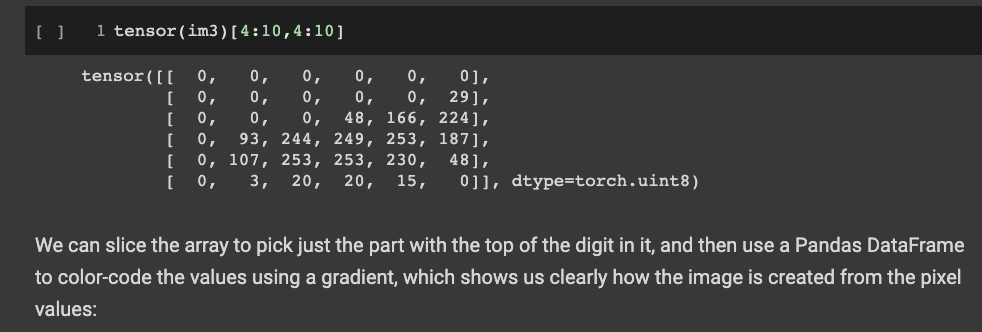 [ ] 1 tensor(im3)[4:10,4:10]
tensor([[  0,   0,   0,   0,   0,   0],
        [  0,   0,   0,   0,   0,  29],
        [  0,   0,   0,  48, 166, 224],
        [  0,  93, 244, 249, 253, 187],
        [  0, 107, 253, 253, 230,  48],
        [  0,   3,  20,  20,  15,   0]], dtype=torch.uint8)
We can slice the array to pick just the part with the top of the digit in it, and then use a Pandas DataFrame
to color-code the values using a gradient, which shows us clearly how the image is created from the pixel
values: